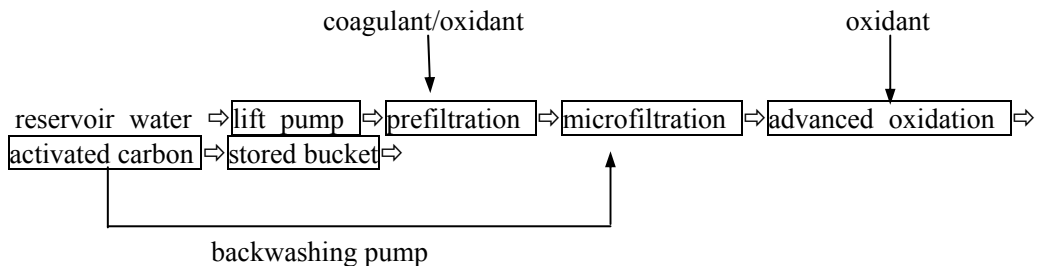 coagulant/oxidant oxidant
reservoir water ⇨ lift pump ⇨ prefiltration ⇨ microfiltration ⇨ advanced oxidation ⇨
activated carbon ⇨ stored bucket ⇨
backwashing pump